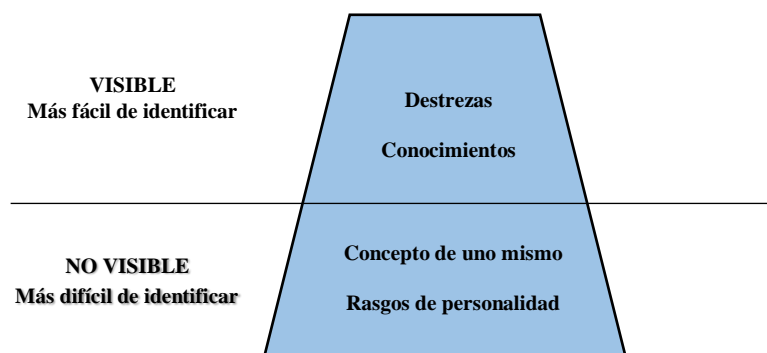 VISIBLE
Más fácil de identificar
Destrezas
Conocimientos
NO VISIBLE
Más difícil de identificar
Concepto de uno mismo
Rasgos de personalidad